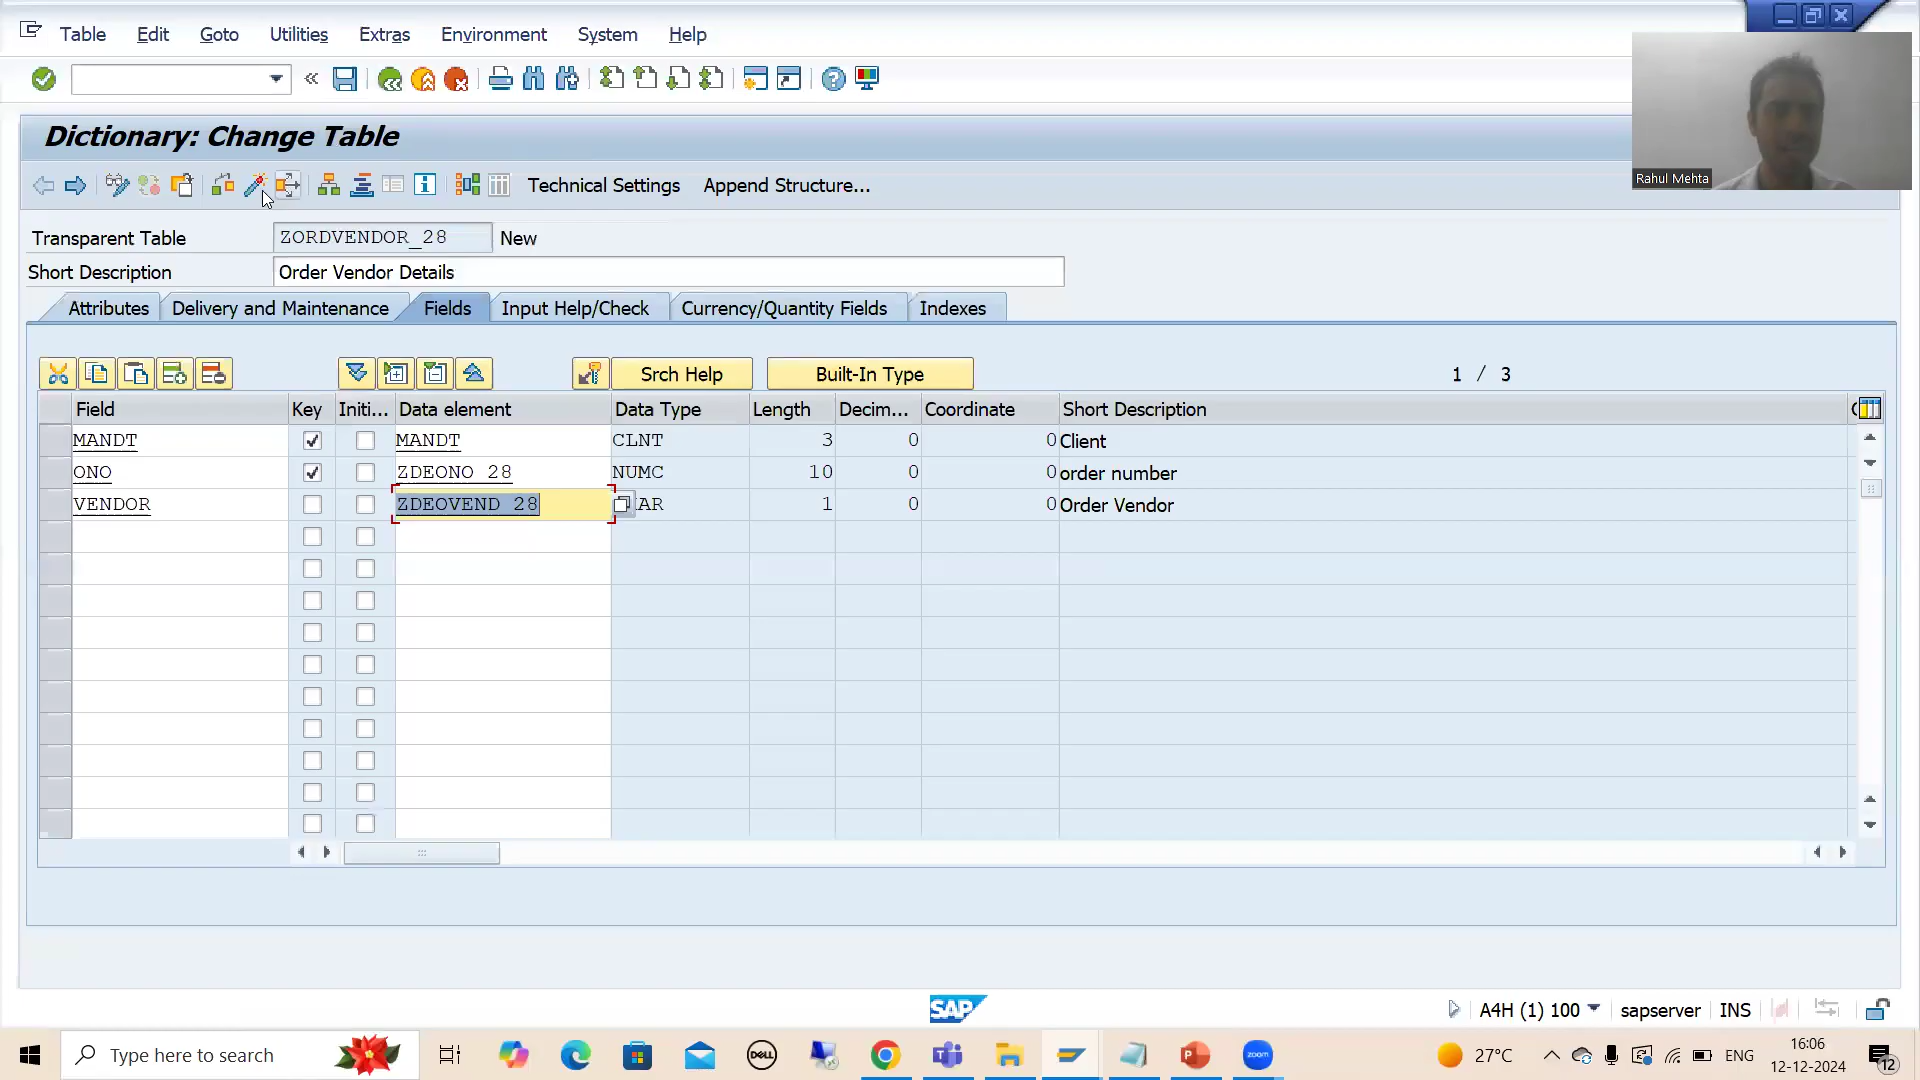 Table Edit Goto Utilities Extras Environment System Help
Rahul Mehta
Dictionary: Change Table
Technical Settings Append Structure...
Transparent Table ZORDVENDOR_28 New
Short Description Order Vendor Details
Attributes Delivery and Maintenance Fields Input Help/Check Currency/Quantity Fields Indexes
Srch Help Built-In Type 1 / 3
Field Key Initi... Data element Data Type Length Decim... Coordinate Short Description
MANDT MANDT CLNT 3 0 0 Client
ONO ZDEONO_28 NUMC 10 0 0 order number
VENDOR ZDEOVEND_28 AR 1 0 0 Order Vendor
SAP A4H (1) 100 sapserver INS
Type here to search DELL zoom 27°C ENG 16:06
12-12-2024 12